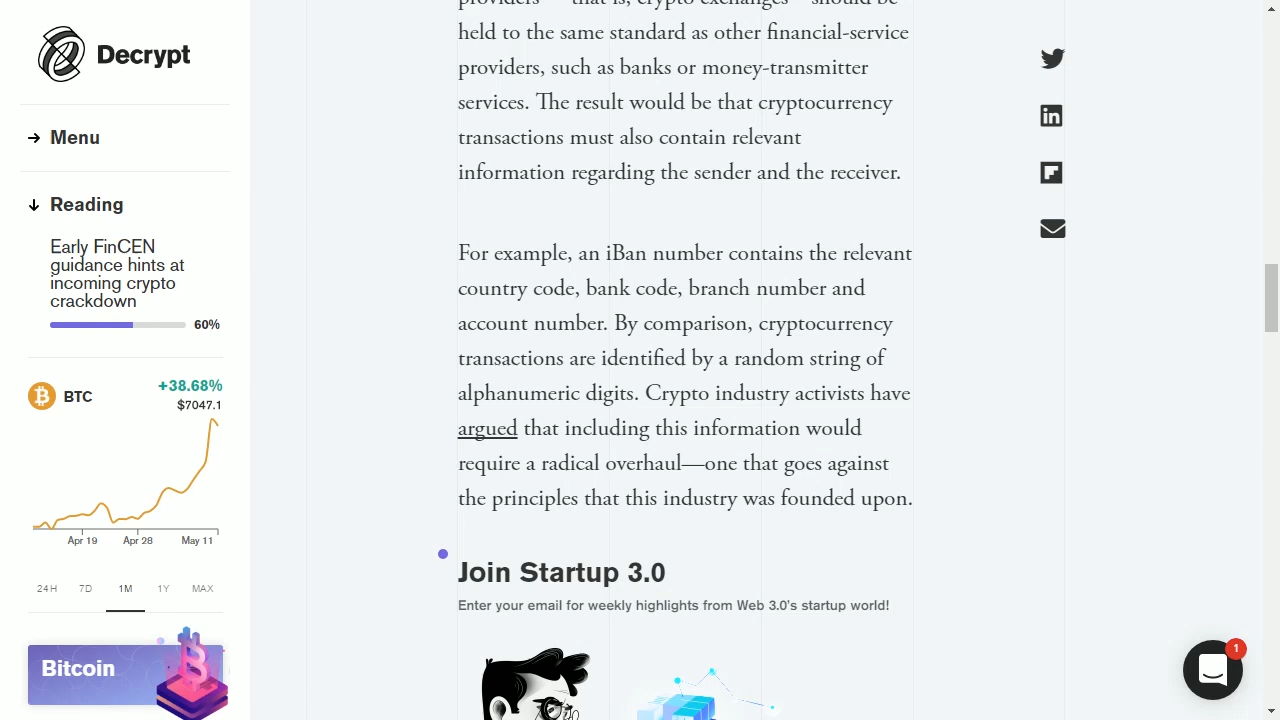 Decrypt
Menu
Reading
Early FinCEN
guidance hints at
incoming crypto
crackdown
60%
BTC
+38.68%
$7047.1
Apr 19 Apr 28 May 11
24H 7D 1M 1Y MAX
Bitcoin
held to the same standard as other financial-service
providers, such as banks or money-transmitter
services. The result would be that cryptocurrency
transactions must also contain relevant
information regarding the sender and the receiver.
For example, an iBan number contains the relevant
country code, bank code, branch number and
account number. By comparison, cryptocurrency
transactions are identified by a random string of
alphanumeric digits. Crypto industry activists have
argued that including this information would
require a radical overhaul—one that goes against
the principles that this industry was founded upon.
Join Startup 3.0
Enter your email for weekly highlights from Web 3.0's startup world!
1